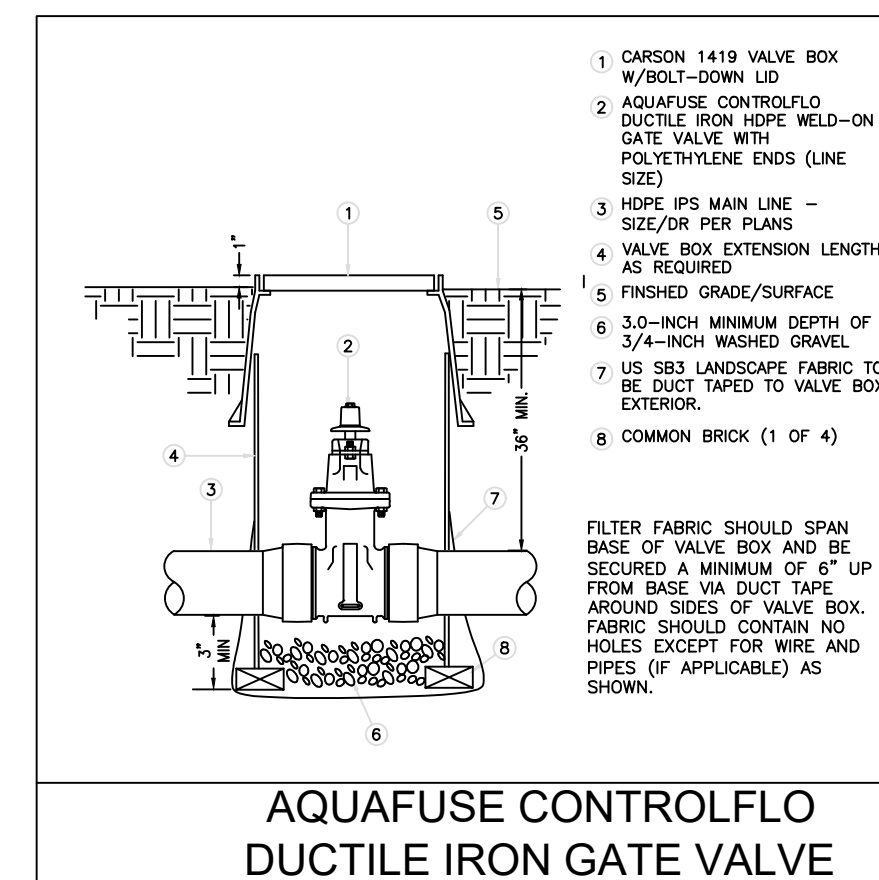 1 CARSON 1419 VALVE BOX
W/BOLT-DOWN LID
2 AQUAFUSE CONTROLFLO
DUCTILE IRON HDPE WELD-ON
GATE VALVE WITH
POLYETHYLENE ENDS (LINE
SIZE)
3 HDPE IPS MAIN LINE -
SIZE/DR PER PLANS
4 VALVE BOX EXTENSION LENGTH
AS REQUIRED
5 FINSHED GRADE/SURFACE
6 3.0-INCH MINIMUM DEPTH OF
3/4-INCH WASHED GRAVEL
7 US SB3 LANDSCAPE FABRIC TO
BE DUCT TAPED TO VALVE BOX
EXTERIOR.
8 COMMON BRICK (1 OF 4)
FILTER FABRIC SHOULD SPAN
BASE OF VALVE BOX AND BE
SECURED A MINIMUM OF 6" UP
FROM BASE VIA DUCT TAPE
AROUND SIDES OF VALVE BOX.
FABRIC SHOULD CONTAIN NO
HOLES EXCEPT FOR WIRE AND
PIPES (IF APPLICABLE) AS
SHOWN.
1
5
1"
2
36" MIN.
4
3
7
3"
MIN
8
6
AQUAFUSE CONTROLFLO
DUCTILE IRON GATE VALVE